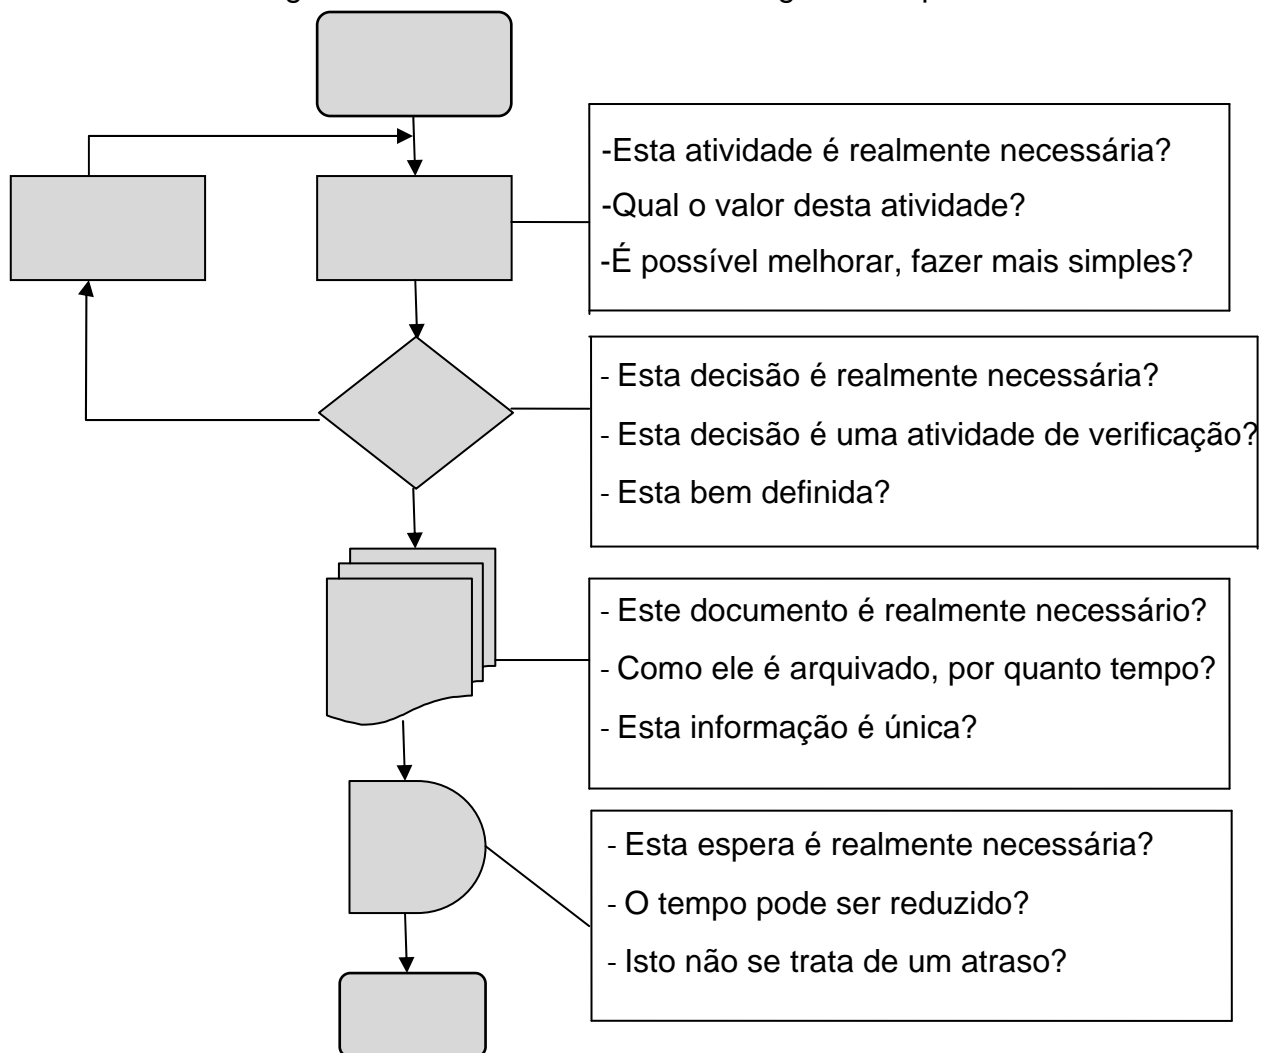 -Esta atividade é realmente necessária?
-Qual o valor desta atividade?
-É possível melhorar, fazer mais simples?
- Esta decisão é realmente necessária?
- Esta decisão é uma atividade de verificação?
- Esta bem definida?
- Este documento é realmente necessário?
- Como ele é arquivado, por quanto tempo?
- Esta informação é única?
- Esta espera é realmente necessária?
- O tempo pode ser reduzido?
- Isto não se trata de um atraso?